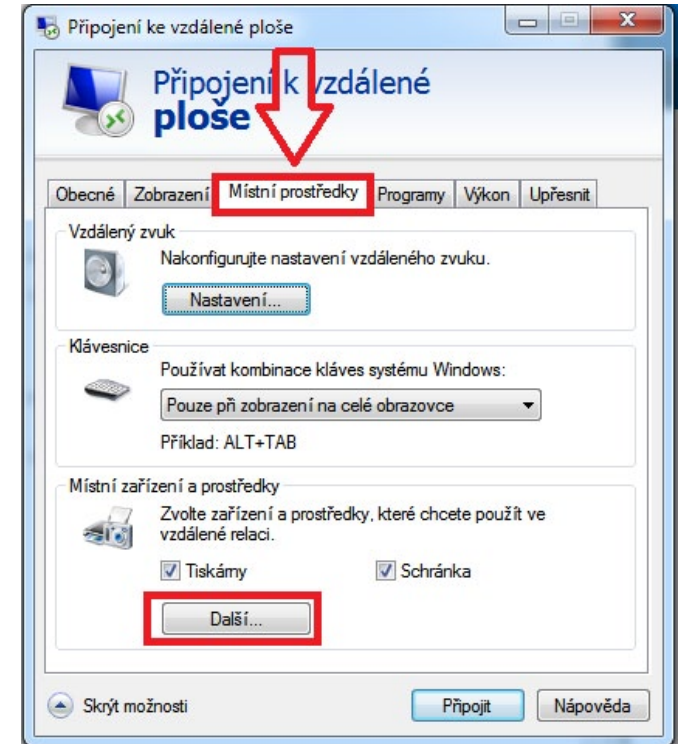 Připojení ke vzdálené ploše
Připojení k vzdálené
ploše
Obecné Zobrazení Místní prostředky Programy Výkon Upřesnit
Vzdálený zvuk
Nakonfigurujte nastavení vzdáleného zvuku.
Nastavení...
Klávesnice
Používat kombinace kláves systému Windows:
Pouze při zobrazení na celé obrazovce
Příklad: ALT+TAB
Místní zařízení a prostředky
Zvolte zařízení a prostředky, které chcete použít ve
vzdálené relaci.
Tiskárny Schránka
Další...
Skrýt možnosti Připojit Nápověda